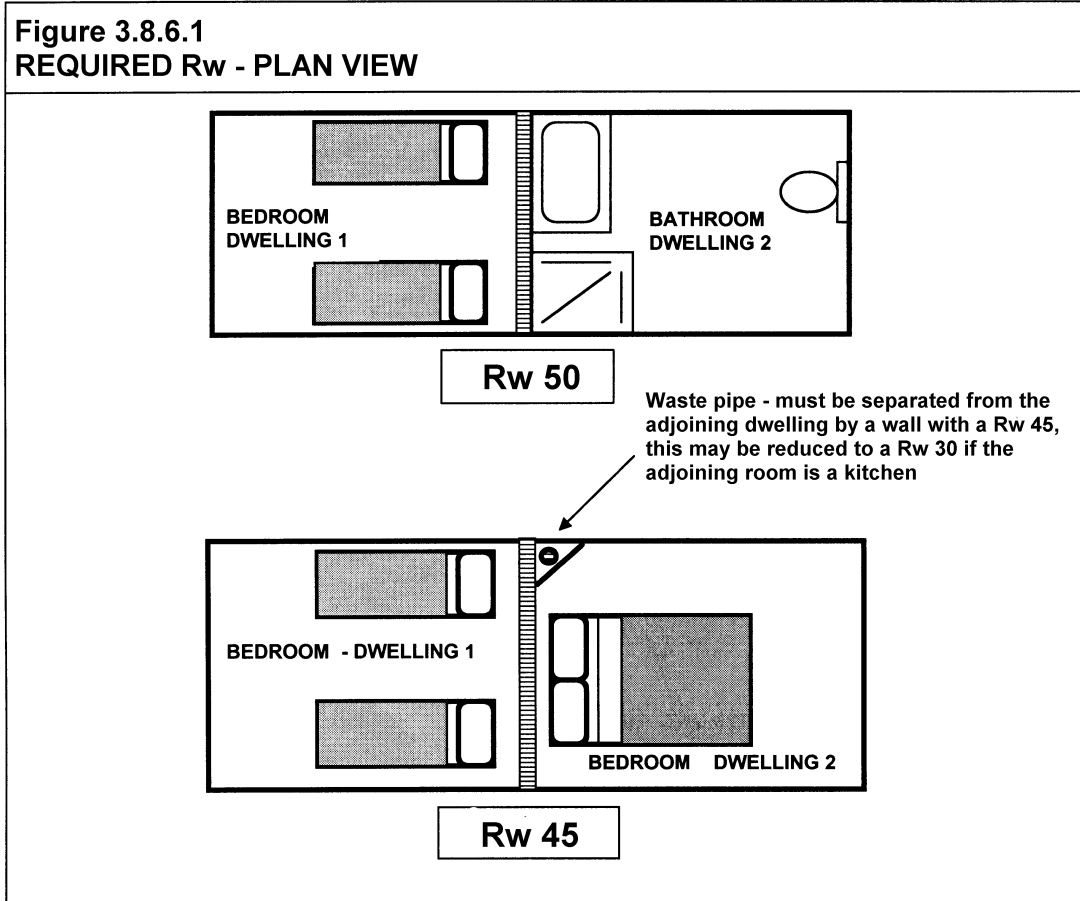 Figure 3.8.6.1
REQUIRED Rw - PLAN VIEW
BEDROOM
DWELLING 1
BATHROOM
DWELLING 2
Rw 50
Waste pipe - must be separated from the
adjoining dwelling by a wall with a Rw 45,
this may be reduced to a Rw 30 if the
adjoining room is a kitchen
BEDROOM - DWELLING 1
BEDROOM DWELLING 2
Rw 45